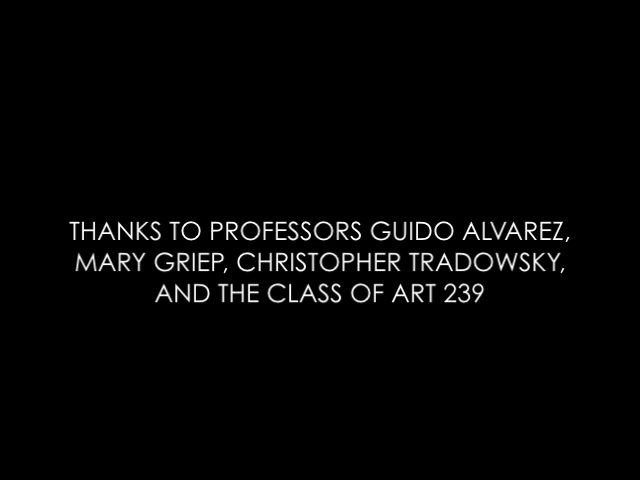 THANKS TO PROFESSORS GUIDO ALVAREZ,
MARY GRIEP, CHRISTOPHER TRADOWSKY,
AND THE CLASS OF ART 239